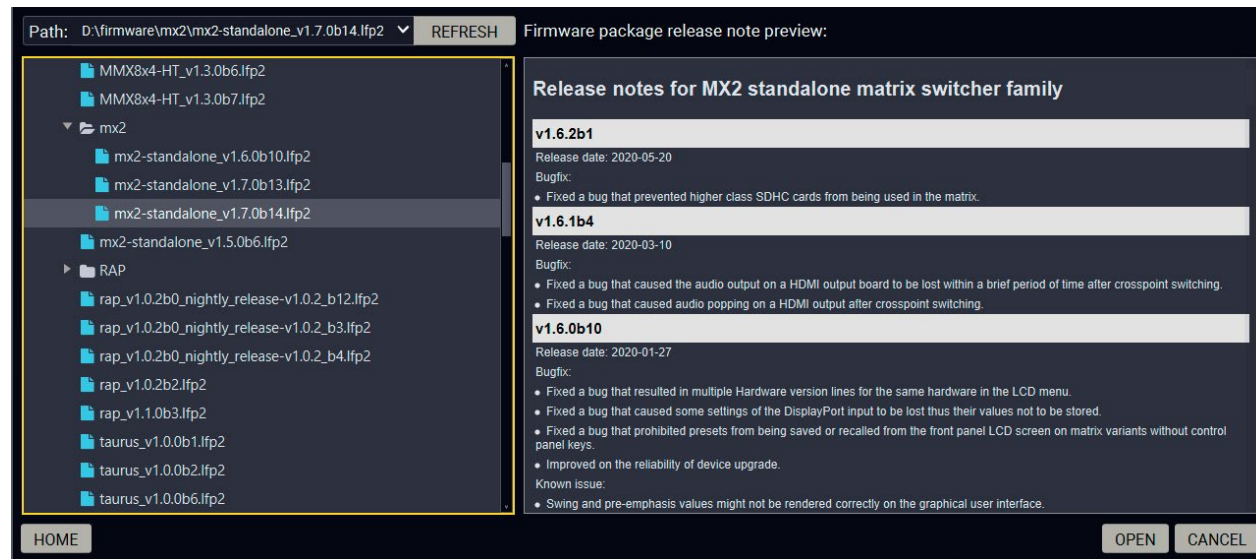 Path: D:\firmware\mx2\mx2-standalone_v1.7.0b14.lfp2 REFRESH
Firmware package release note preview:
MMX8x4-HT_v1.3.0b6.lfp2
MMX8x4-HT_v1.3.0b7.lfp2
mx2
mx2-standalone_v1.6.0b10.lfp2
mx2-standalone_v1.7.0b13.lfp2
mx2-standalone_v1.7.0b14.lfp2
mx2-standalone_v1.5.0b6.lfp2
RAP
rap_v1.0.2b0_nightly_release-v1.0.2_b12.lfp2
rap_v1.0.2b0_nightly_release-v1.0.2_b3.lfp2
rap_v1.0.2b0_nightly_release-v1.0.2_b4.lfp2
rap_v1.0.2b2.lfp2
rap_v1.1.0b3.lfp2
taurus_v1.0.0b1.lfp2
taurus_v1.0.0b2.lfp2
taurus_v1.0.0b6.lfp2
Release notes for MX2 standalone matrix switcher family
v1.6.2b1
Release date: 2020-05-20
Bugfix:
• Fixed a bug that prevented higher class SDHC cards from being used in the matrix.
v1.6.1b4
Release date: 2020-03-10
Bugfix:
• Fixed a bug that caused the audio output on a HDMI output board to be lost within a brief period of time after crosspoint switching.
• Fixed a bug that caused audio popping on a HDMI output after crosspoint switching.
v1.6.0b10
Release date: 2020-01-27
Bugfix:
• Fixed a bug that resulted in multiple Hardware version lines for the same hardware in the LCD menu.
• Fixed a bug that caused some settings of the DisplayPort input to be lost thus their values not to be stored.
• Fixed a bug that prohibited presets from being saved or recalled from the front panel LCD screen on matrix variants without control
panel keys.
• Improved on the reliability of device upgrade.
Known issue:
• Swing and pre-emphasis values might not be rendered correctly on the graphical user interface.
HOME
OPEN
CANCEL